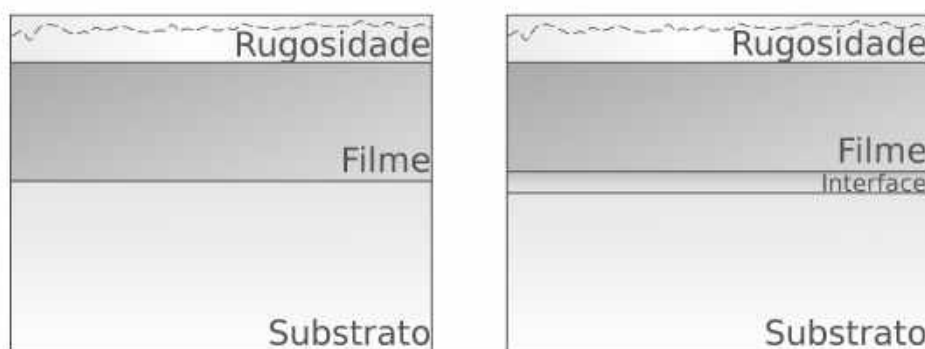 Rugosidade
Filme
Substrato
Rugosidade
Filme
Interface
Substrato